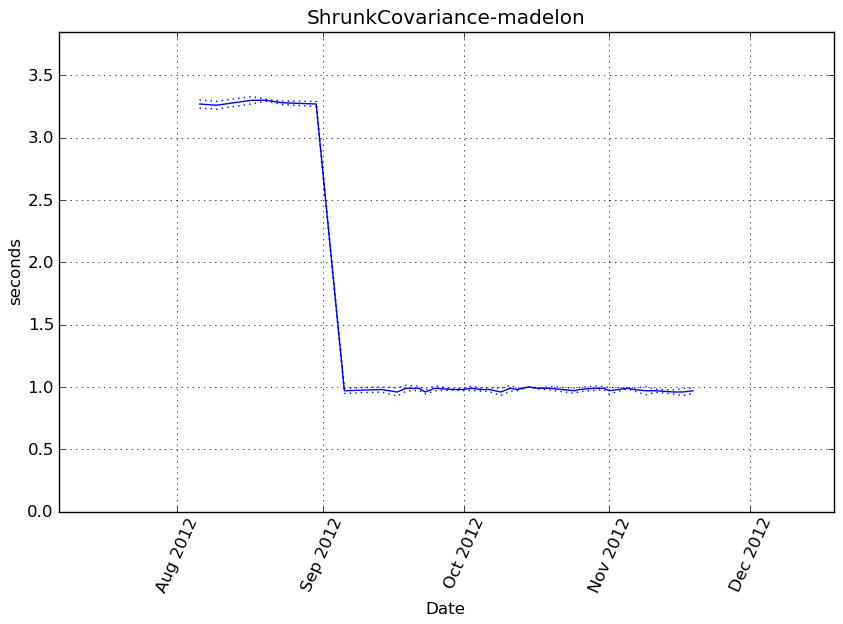 ShrunkCovariance-madelon
3.5
3.0
2.5
2.0
1.5
1.0
0.5
0.0
seconds
Aug 2012
Sep 2012
Oct 2012
Nov 2012
Dec 2012
Date